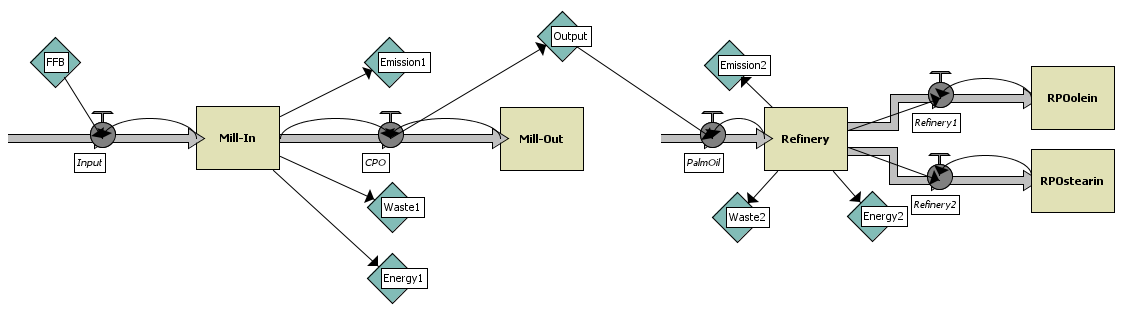 FFB
Emission1
Output
Emission2
Input
Mill-In
CPO
Mill-Out
PalmOil
Refinery
Refinery1
RPOolein
Refinery2
RPOstearin
Waste1
Energy1
Waste2
Energy2